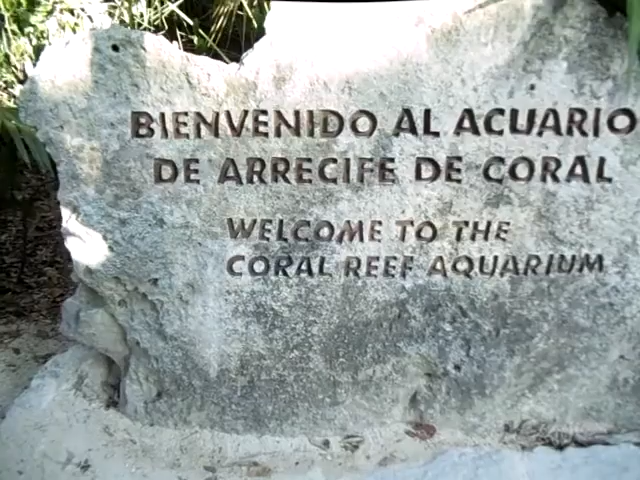 BIENVENIDO AL ACUARIO
DE ARRECIFE DE CORAL
WELCOME TO THE
CORAL REEF AQUARIUM